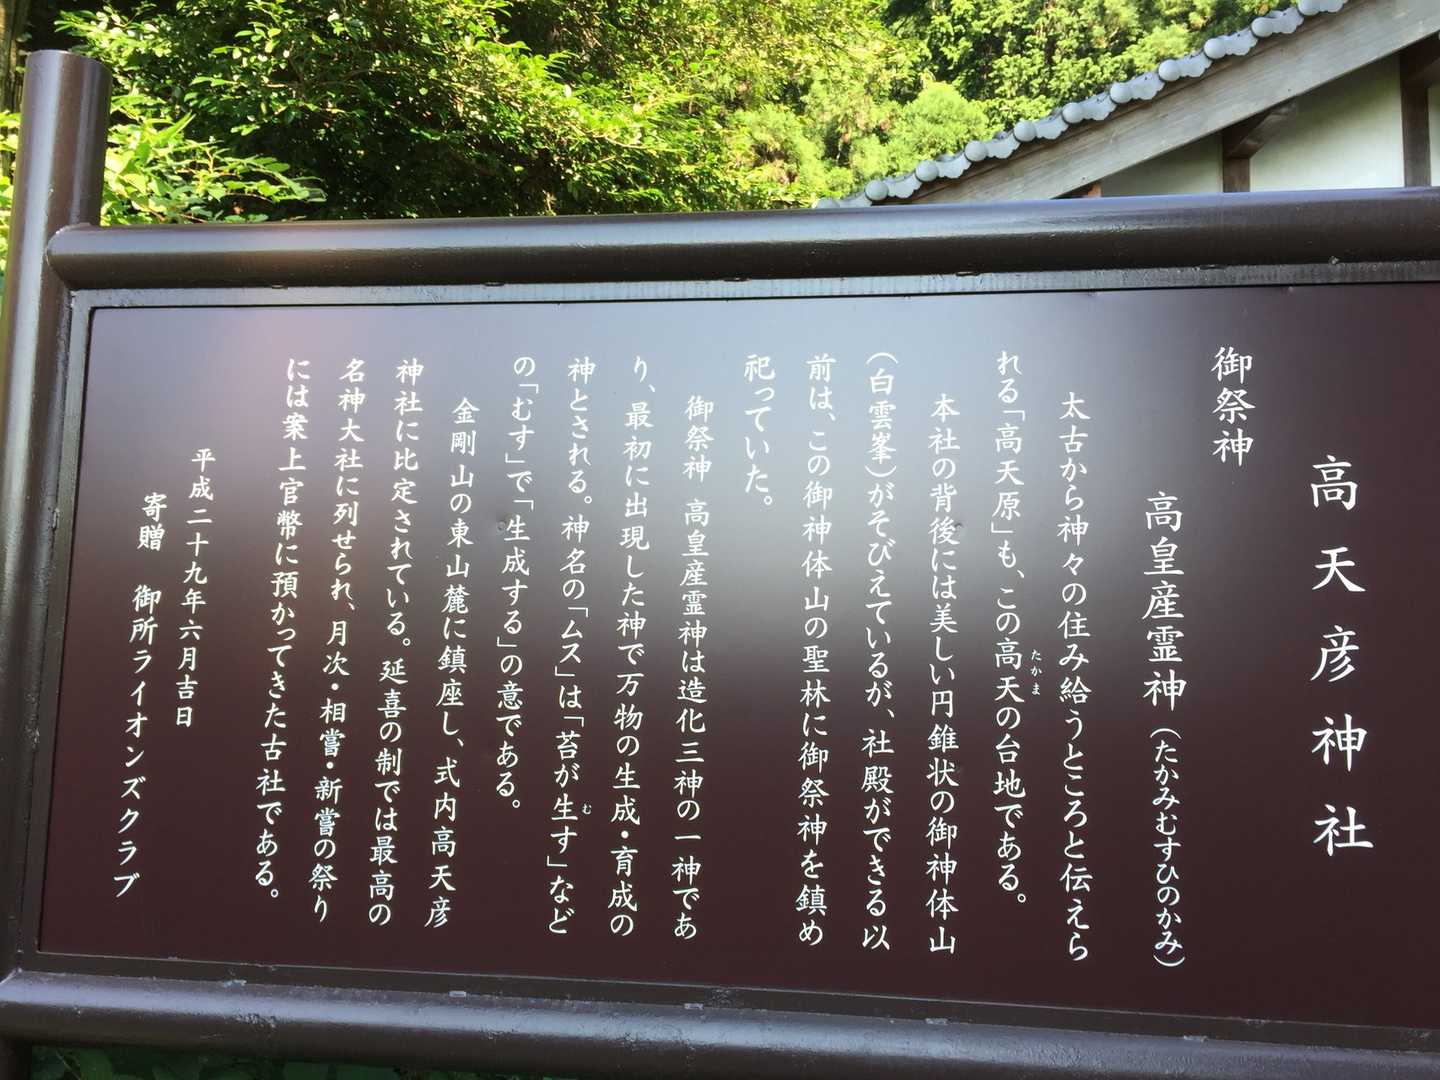 高天彦神社
御祭神
高皇産霊神（たかみむすひのかみ）
太古から神々の住み給うところと伝えら
れる「高天原」も、この高天の台地である。
たかま
本社の背後には美しい円錐状の御神体山
（白雲峯）がそびえているが、社殿ができる以
前は、この御神体山の聖林に御祭神を鎮め
祀っていた。
御祭神 高皇産霊神は造化三神の一神であ
り、最初に出現した神で万物の生成・育成の
神とされる。神名の「ムス」は「苔が生す」など
む
の「むす」で「生成する」の意である。
金剛山の東山麓に鎮座し、式内高天彦
神社に比定されている。延喜の制では最高の
名神大社に列せられ、月次・相嘗・新嘗の祭り
には案上官幣に預かってきた古社である。
平成二十九年六月吉日
寄贈 御所ライオンズクラブ